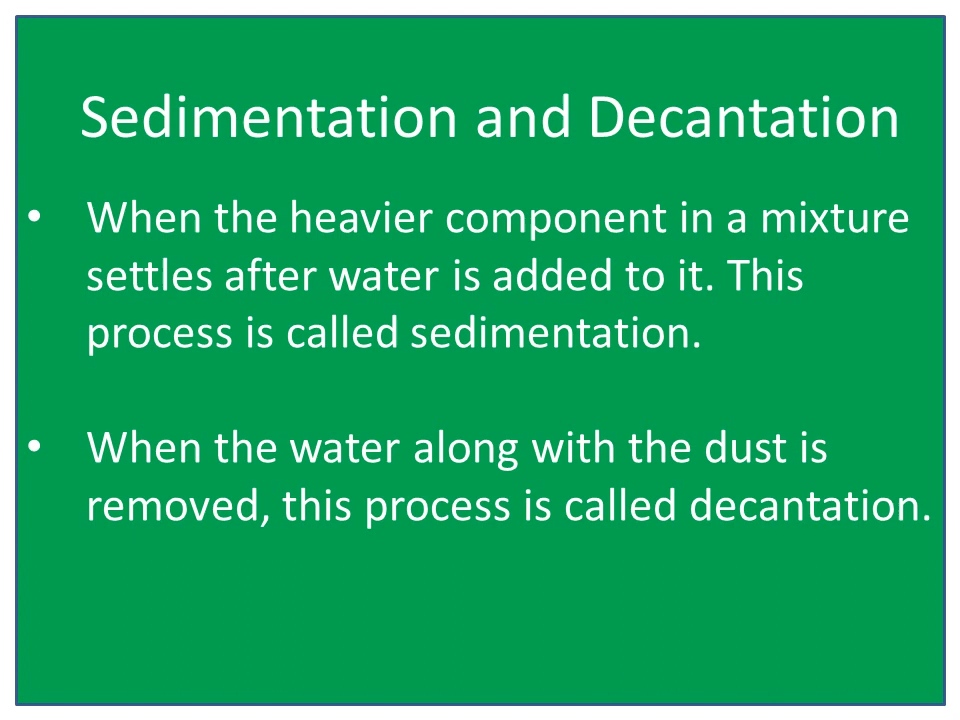 Sedimentation and Decantation
• When the heavier component in a mixture
settles after water is added to it. This
process is called sedimentation.
• When the water along with the dust is
removed, this process is called decantation.